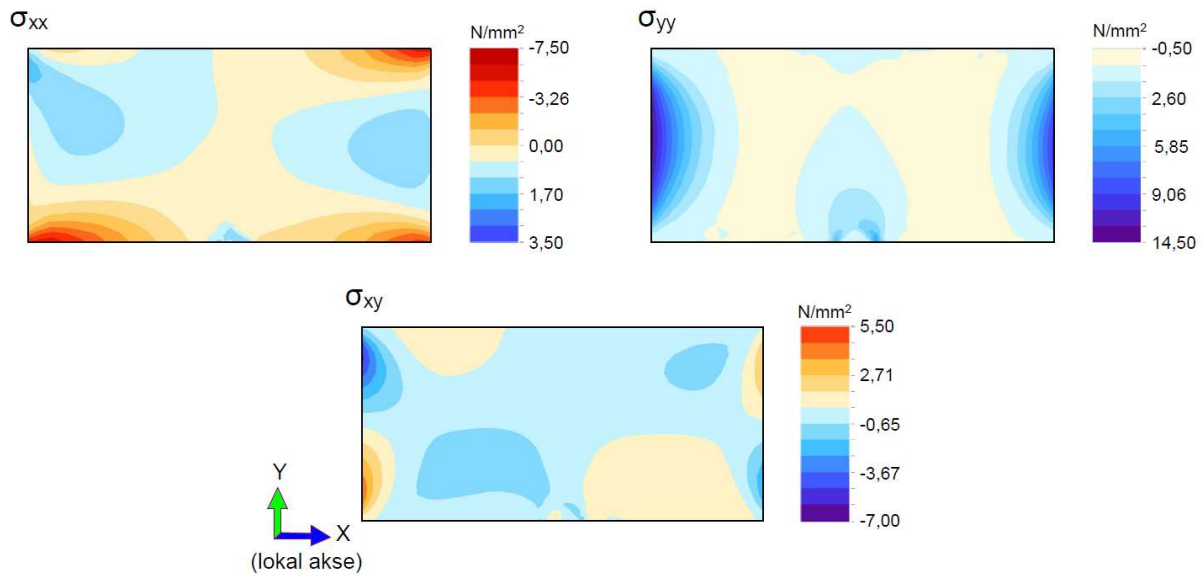 σxx
N/mm²
-7,50
-3,26
0,00
1,70
3,50
σyy
N/mm²
-0,50
2,60
5,85
9,06
14,50
σxy
N/mm²
5,50
2,71
-0,65
-3,67
-7,00
Y
X
(lokal akse)